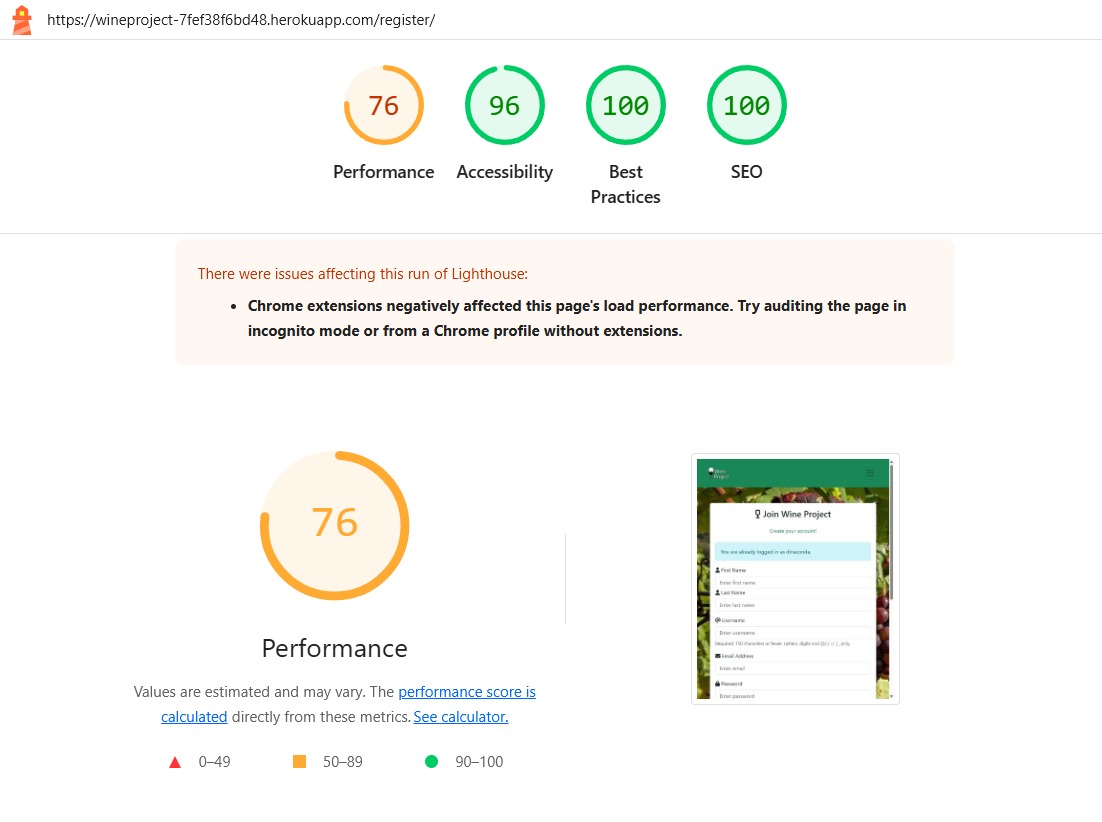 https://wineproject-7fef38f6bd48.herokuapp.com/register/
76
96
100
100
Performance
Accessibility
Best
Practices
SEO
There were issues affecting this run of Lighthouse:
Chrome extensions negatively affected this page's load performance. Try auditing the page in
incognito mode or from a Chrome profile without extensions.
76
Performance
Values are estimated and may vary. The performance score is
calculated directly from these metrics. See calculator.
0–49
50–89
90–100
Wine
Project
Join Wine Project
Create your account!
You are already logged in as dinaconda.
First Name
Enter first name
Last Name
Enter last name
Username
Enter username
Required. 150 characters or fewer. Letters, digits and only.
Email Address
Enter email
Password
Enter password